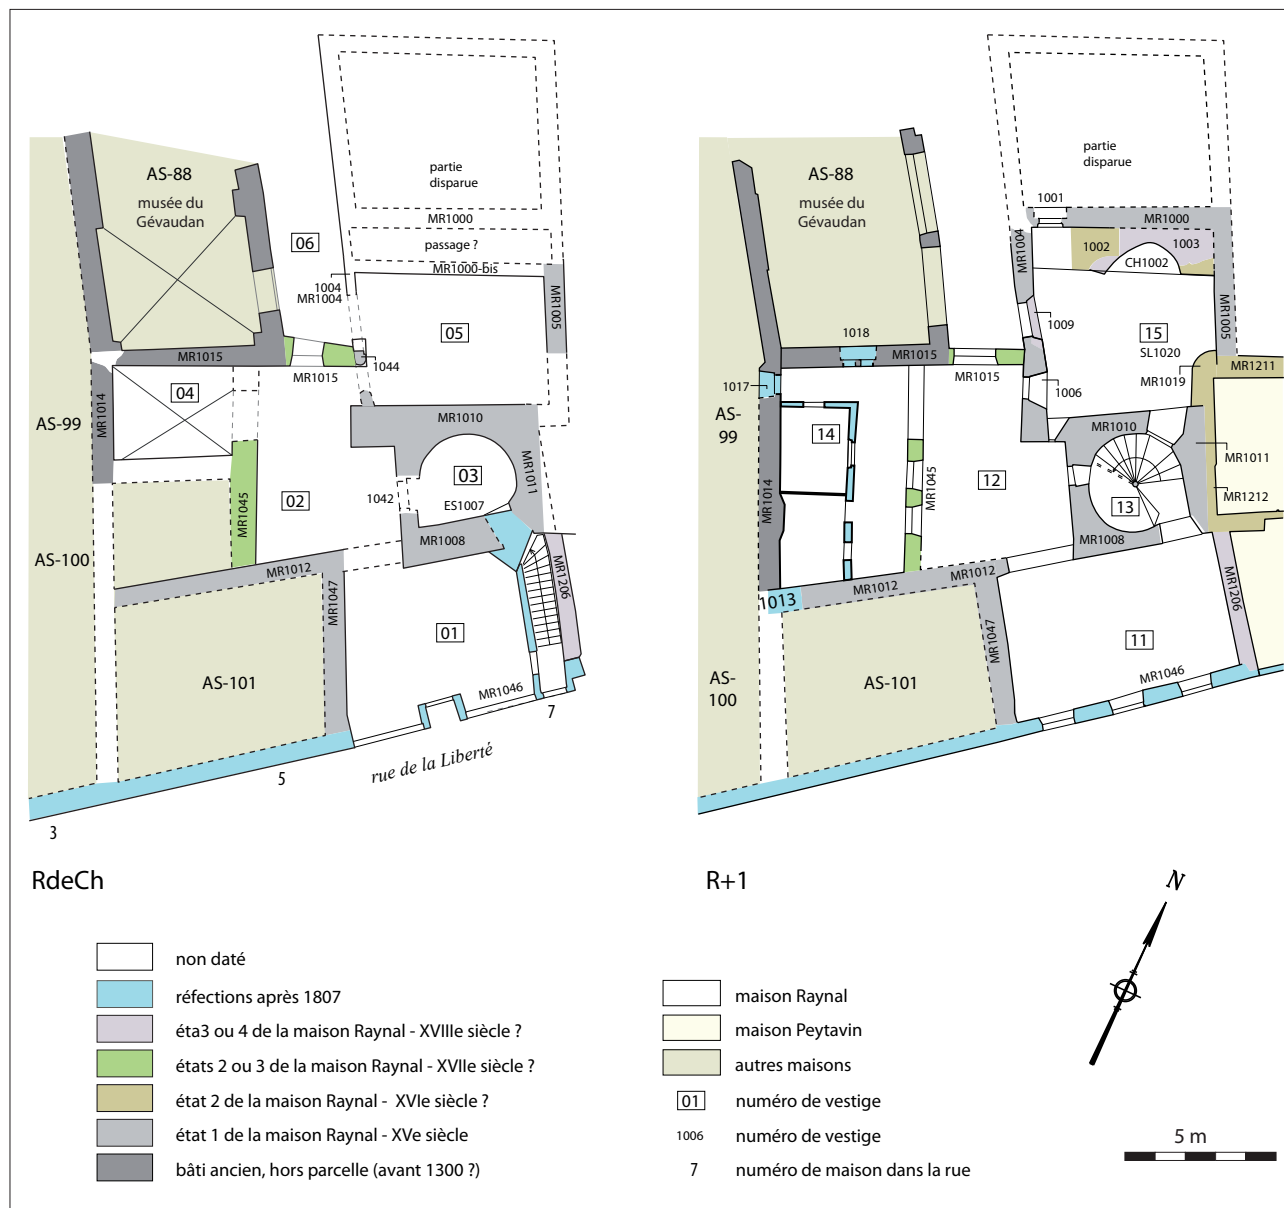 AS-88
musée du
Gévaudan
06
partie
disparue
MR1000
passage ?
MR1000-bis
1004
MR1004
05
MR1005
MR1015
MR1015
1044
04
MR1014
AS-99
MR1010
03
MR1011
02
1042
ES1007
MR1045
MR1008
AS-100
MR1012
MR1047
MR1206
01
AS-101
MR1046
7
rue de la Liberté
5
3
AS-88
musée du
Gévaudan
partie
disparue
1001
MR1000
MR1004
1002
1003
CH1002
1009
15
SL1020
MR1005
1018
MR1015
MR1015
MR1019
MR1211
1017
1006
AS-
99
14
MR1010
MR1011
MR1045
12
MR1014
13
MR1212
MR1008
MR1012
MR1012
1013
MR1047
11
MR1206
AS-
100
AS-101
MR1046
RdeCh
R+1
N
non daté
réfections après 1807
éta3 ou 4 de la maison Raynal - XVIIIe siècle ?
états 2 ou 3 de la maison Raynal - XVIIe siècle ?
état 2 de la maison Raynal - XVIe siècle ?
état 1 de la maison Raynal - XVe siècle
bâti ancien, hors parcelle (avant 1300 ?)
maison Raynal
maison Peytavin
autres maisons
01 numéro de vestige
1006 numéro de vestige
7 numéro de maison dans la rue
5 m